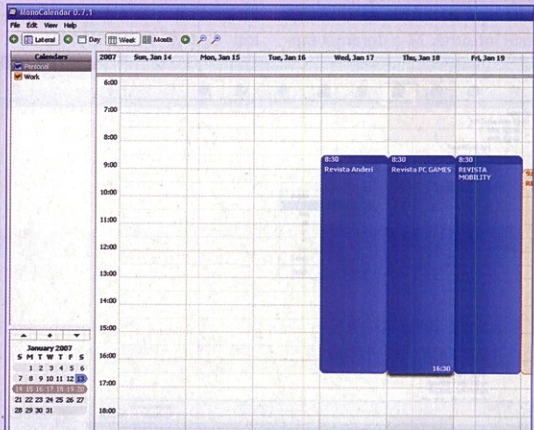 MonoCalendar 0.7.1
File Edit View Help
Lateral Day Week Month
Calendars
Personal
Work
2007 Sun, Jan 14 Mon, Jan 15 Tue, Jan 16 Wed, Jan 17 Thu, Jan 18 Fri, Jan 19
6:00
7:00
8:00
8:30 8:30 8:30
9:00
Revista Anderi Revista PC GAMES REVISTA
MOBILITY
10:00
11:00
12:00
13:00
14:00
15:00
16:00
16:30
17:00
18:00
January 2007
S M T W T F S
1 2 3 4 5 6
7 8 9 10 11 12 13
14 15 16 17 18 19 20
21 22 23 24 25 26 27
28 29 30 31